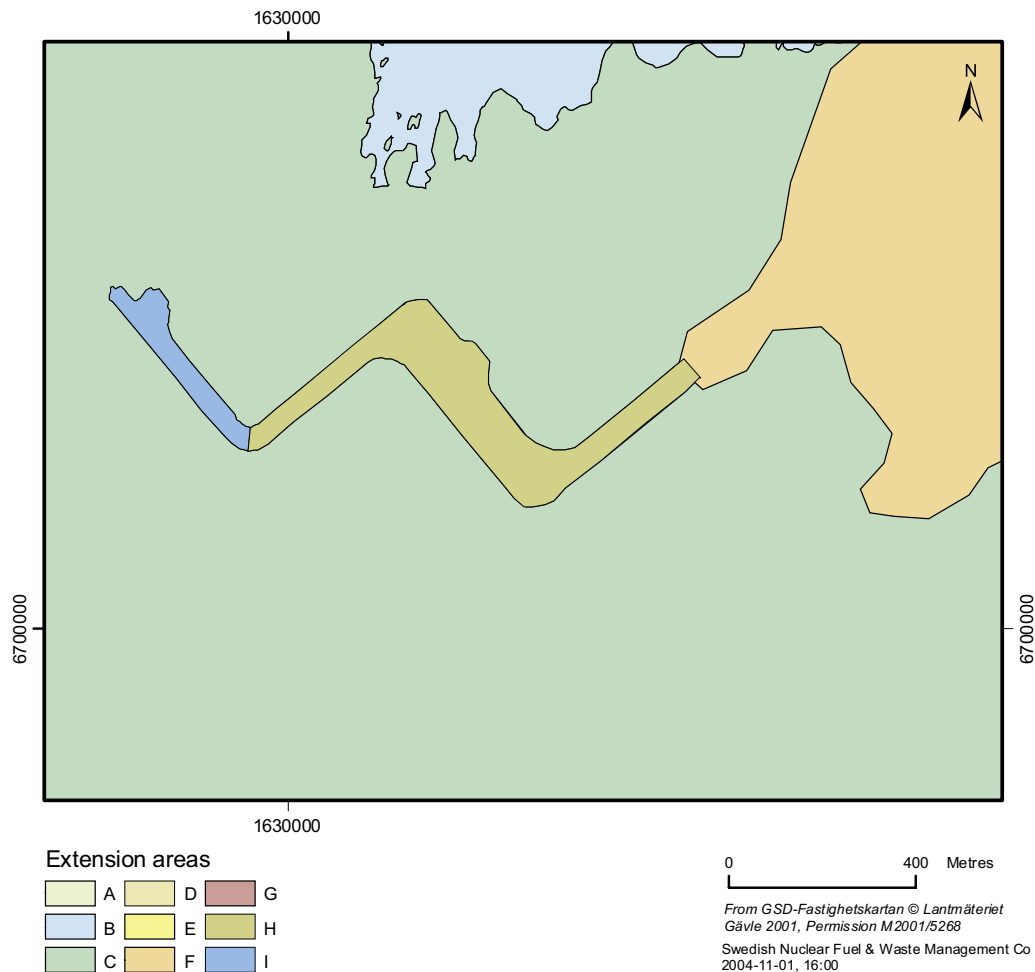 1630000
N
6700000
6700000
1630000
Extension areas
A D G
B E H
C F I
0 400 Metres
From GSD-Fastighetskartan © Lantmäteriet
Gävle 2001, Permission M2001/5268
Swedish Nuclear Fuel & Waste Management Co
2004-11-01, 16:00